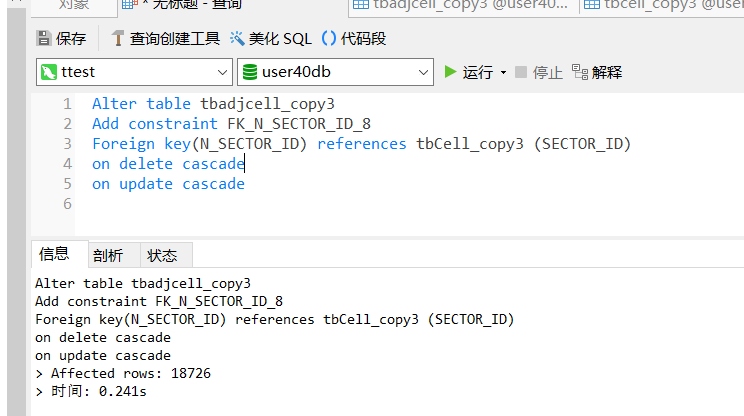 对象
* 无标题 - 查询
tbadjcell_copy3 @user40...
tbcell_copy3 @user
保存
查询创建工具
美化 SQL
() 代码段
ttest
user40db
运行
停止
解释
1 Alter table tbadjcell_copy3
2 Add constraint FK_N_SECTOR_ID_8
3 Foreign key(N_SECTOR_ID) references tbCell_copy3 (SECTOR_ID)
4 on delete cascade
5 on update cascade
6
信息
剖析
状态
Alter table tbadjcell_copy3
Add constraint FK_N_SECTOR_ID_8
Foreign key(N_SECTOR_ID) references tbCell_copy3 (SECTOR_ID)
on delete cascade
on update cascade
> Affected rows: 18726
> 时间: 0.241s